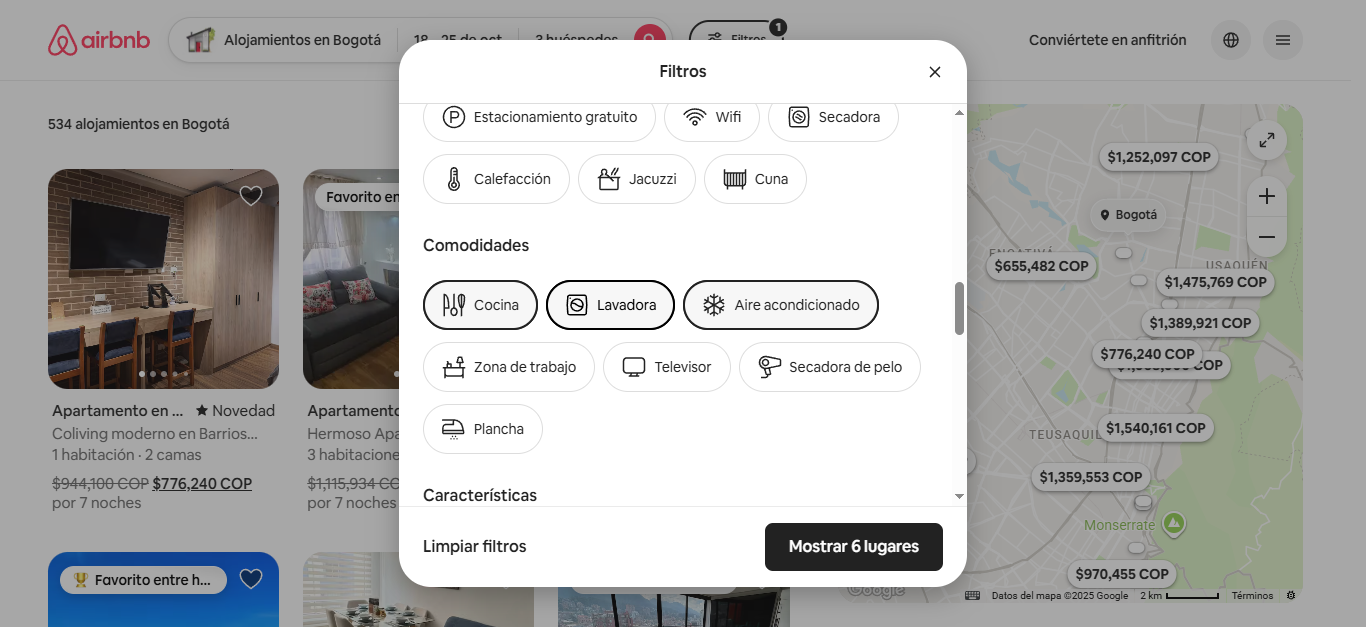 airbnb
Alojamientos en Bogotá
18 – 25 de oct.
3 huéspedes
Filtros
1
Conviértete en anfitrión
534 alojamientos en Bogotá
Favorito en
Apartamento en ...
Novedad
Coliving moderno en Barrios...
1 habitación · 2 camas
$944,100 COP $776,240 COP
por 7 noches
Apartamento
Hermoso Apa
3 habitacione
$1,115,934 CO
por 7 noches
Favorito entre h...
Filtros
Estacionamiento gratuito
Wifi
Secadora
Calefacción
Jacuzzi
Cuna
Comodidades
Cocina
Lavadora
Aire acondicionado
Zona de trabajo
Televisor
Secadora de pelo
Plancha
Características
Limpiar filtros
Mostrar 6 lugares
$1,252,097 COP
Bogotá
ENGATIVÁ
$655,482 COP
USAQUÉN
$1,475,769 COP
$1,389,921 COP
$776,240 COP
COP
TEUSAQUIL
$1,540,161 COP
$1,359,553 COP
Monserrate
$970,455 COP
Google
Datos del mapa ©2025 Google
2 km
Términos